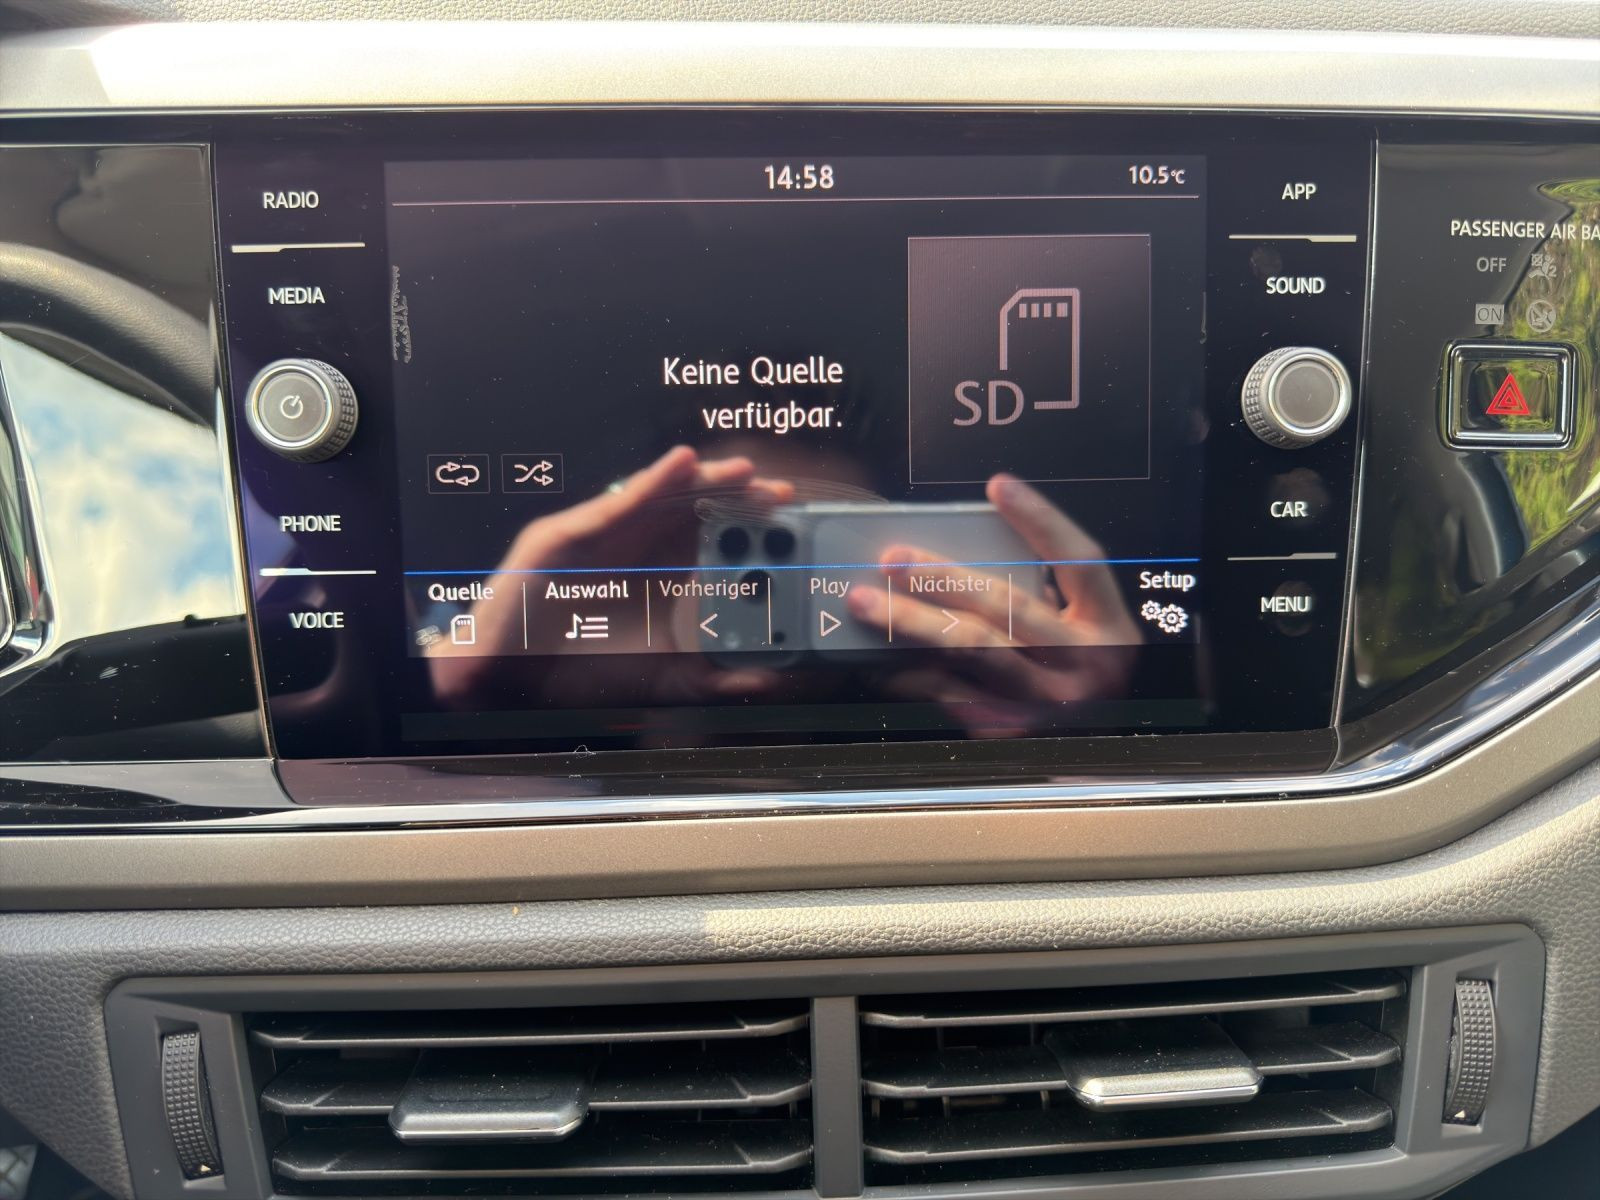 14:58
10.5°C
RADIO
MEDIA
PHONE
VOICE
Keine Quelle
verfügbar.
SD
Quelle
Auswahl
Vorheriger
Play
Nächster
Setup
APP
SOUND
CAR
MENU
PASSENGER AIR BA
OFF
ON